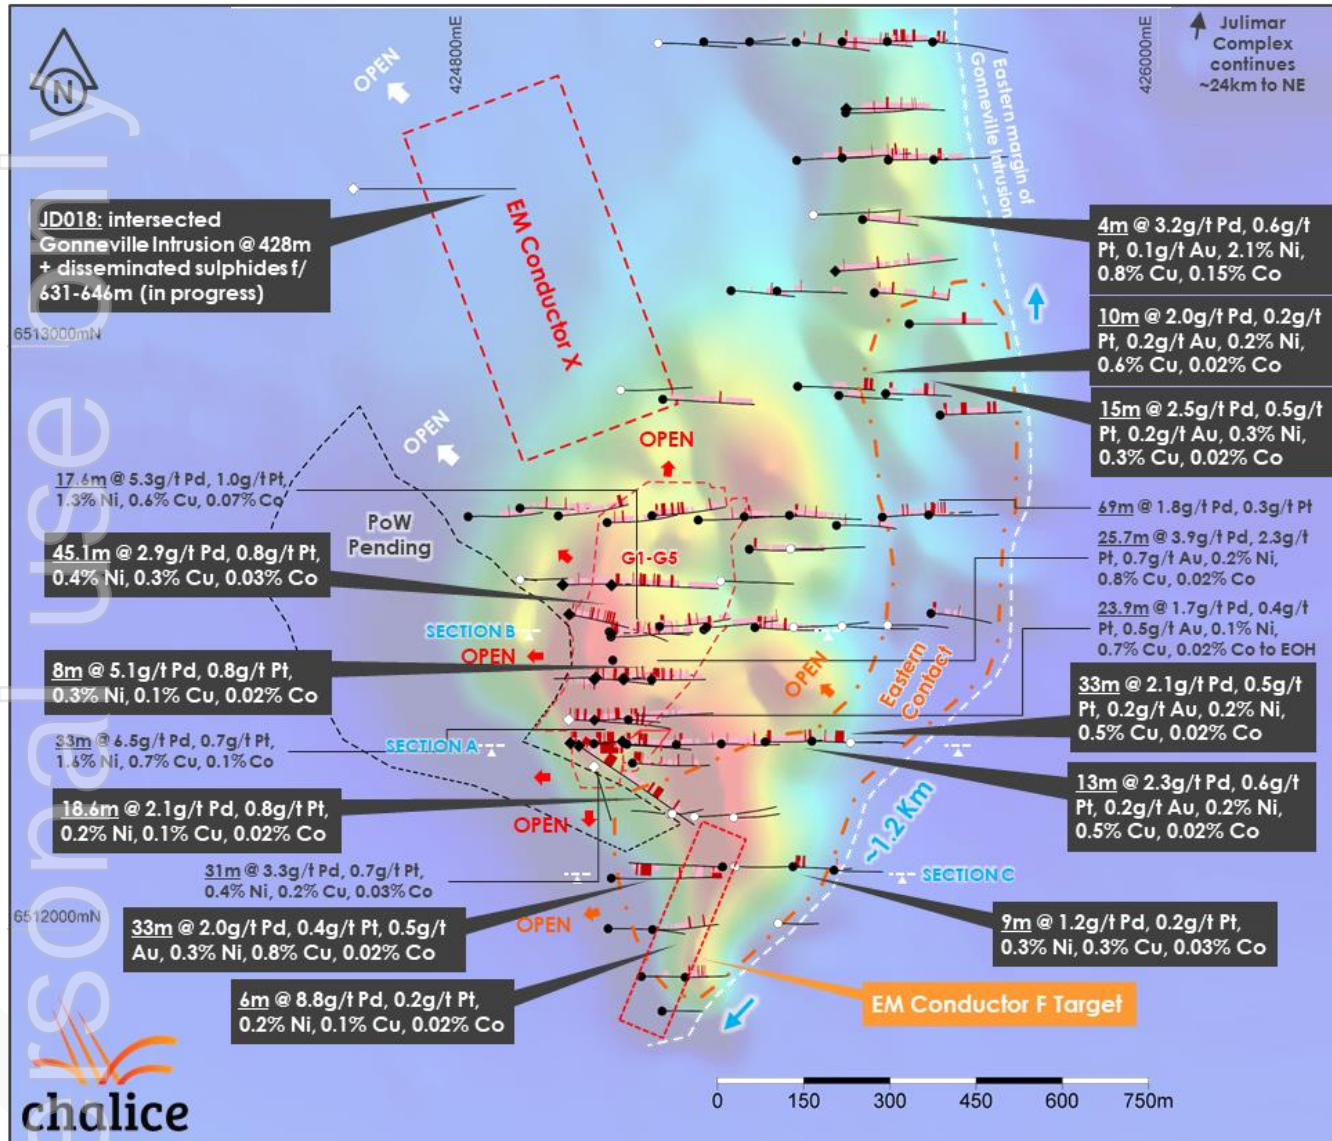 Julimar
Complex
continues
~24km to NE
N
OPEN
424800mE
426000mE
Eastern margin of
Gonneville Intrusion
JD018: intersected
Gonneville Intrusion @ 428m
+ disseminated sulphides f/
631-646m (in progress)
EM Conductor X
4m @ 3.2g/t Pd, 0.6g/t
Pt, 0.1g/t Au, 2.1% Ni,
0.8% Cu, 0.15% Co
10m @ 2.0g/t Pd, 0.2g/t
Pt, 0.2g/t Au, 0.2% Ni,
0.6% Cu, 0.02% Co
15m @ 2.5g/t Pd, 0.5g/t
Pt, 0.2g/t Au, 0.3% Ni,
0.3% Cu, 0.02% Co
6513000mN
OPEN
OPEN
17.6m @ 5.3g/t Pd, 1.0g/t Pt,
1.3% Ni, 0.6% Cu, 0.07% Co
PoW
Pending
69m @ 1.8g/t Pd, 0.3g/t Pt
25.7m @ 3.9g/t Pd, 2.3g/t
Pt, 0.7g/t Au, 0.2% Ni,
0.8% Cu, 0.02% Co
45.1m @ 2.9g/t Pd, 0.8g/t Pt,
0.4% Ni, 0.3% Cu, 0.03% Co
G1-G5
23.9m @ 1.7g/t Pd, 0.4g/t
Pt, 0.5g/t Au, 0.1% Ni,
0.7% Cu, 0.02% Co to EOH
SECTION B
OPEN
8m @ 5.1g/t Pd, 0.8g/t Pt,
0.3% Ni, 0.1% Cu, 0.02% Co
OPEN
Eastern
Contact
33m @ 2.1g/t Pd, 0.5g/t
Pt, 0.2g/t Au, 0.2% Ni,
0.5% Cu, 0.02% Co
33m @ 6.5g/t Pd, 0.7g/t Pt,
1.6% Ni, 0.7% Cu, 0.1% Co
SECTION A
13m @ 2.3g/t Pd, 0.6g/t
Pt, 0.2g/t Au, 0.2% Ni,
0.5% Cu, 0.02% Co
18.6m @ 2.1g/t Pd, 0.8g/t Pt,
0.2% Ni, 0.1% Cu, 0.02% Co
OPEN
~1.2 Km
31m @ 3.3g/t Pd, 0.7g/t Pt,
0.4% Ni, 0.2% Cu, 0.03% Co
SECTION C
6512000mN
OPEN
33m @ 2.0g/t Pd, 0.4g/t Pt, 0.5g/t
Au, 0.3% Ni, 0.8% Cu, 0.02% Co
9m @ 1.2g/t Pd, 0.2g/t Pt,
0.3% Ni, 0.3% Cu, 0.03% Co
6m @ 8.8g/t Pd, 0.2g/t Pt,
0.2% Ni, 0.1% Cu, 0.02% Co
EM Conductor F Target
chalice
0 150 300 450 600 750m
ersonal use only